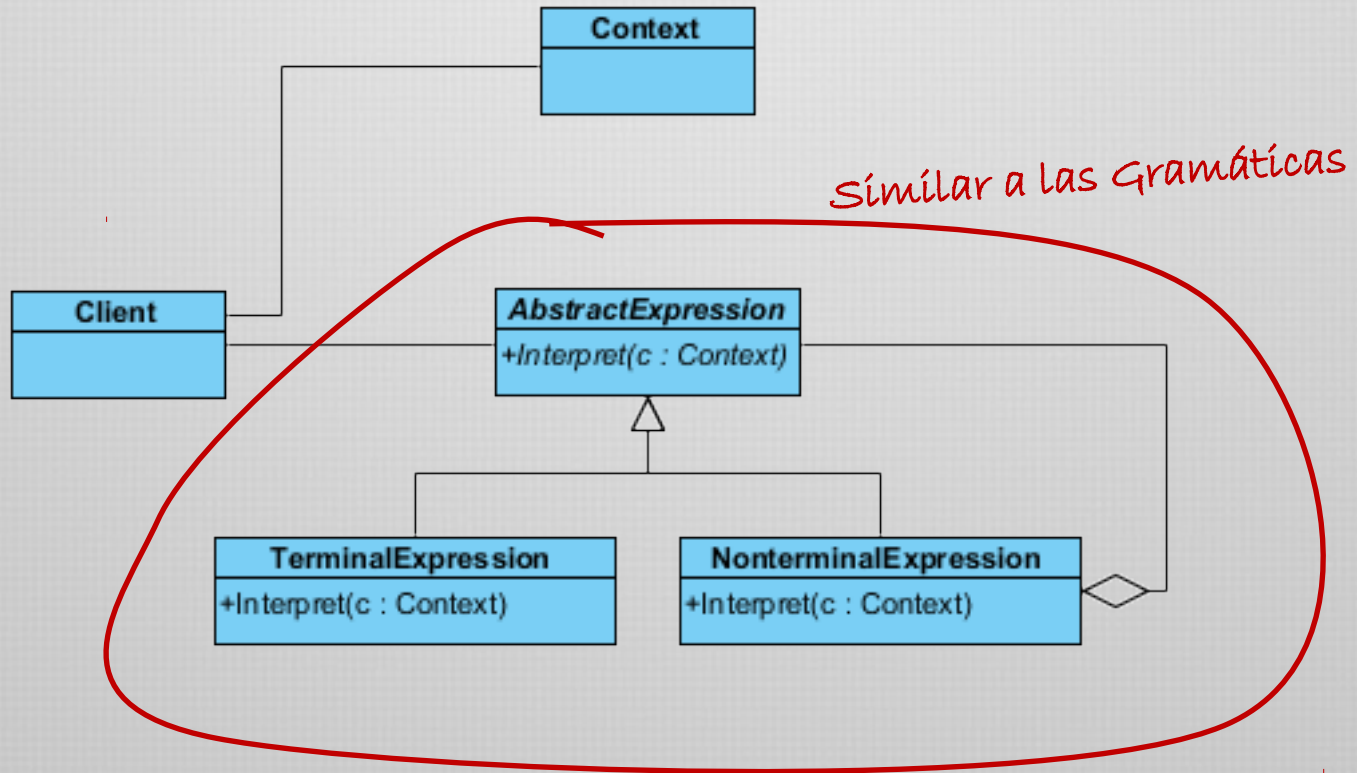 Context
Similar a las Gramáticas
Client
AbstractExpression
+Interpret(c : Context)
TerminalExpression
+Interpret(c : Context)
NonterminalExpression
+Interpret(c : Context)